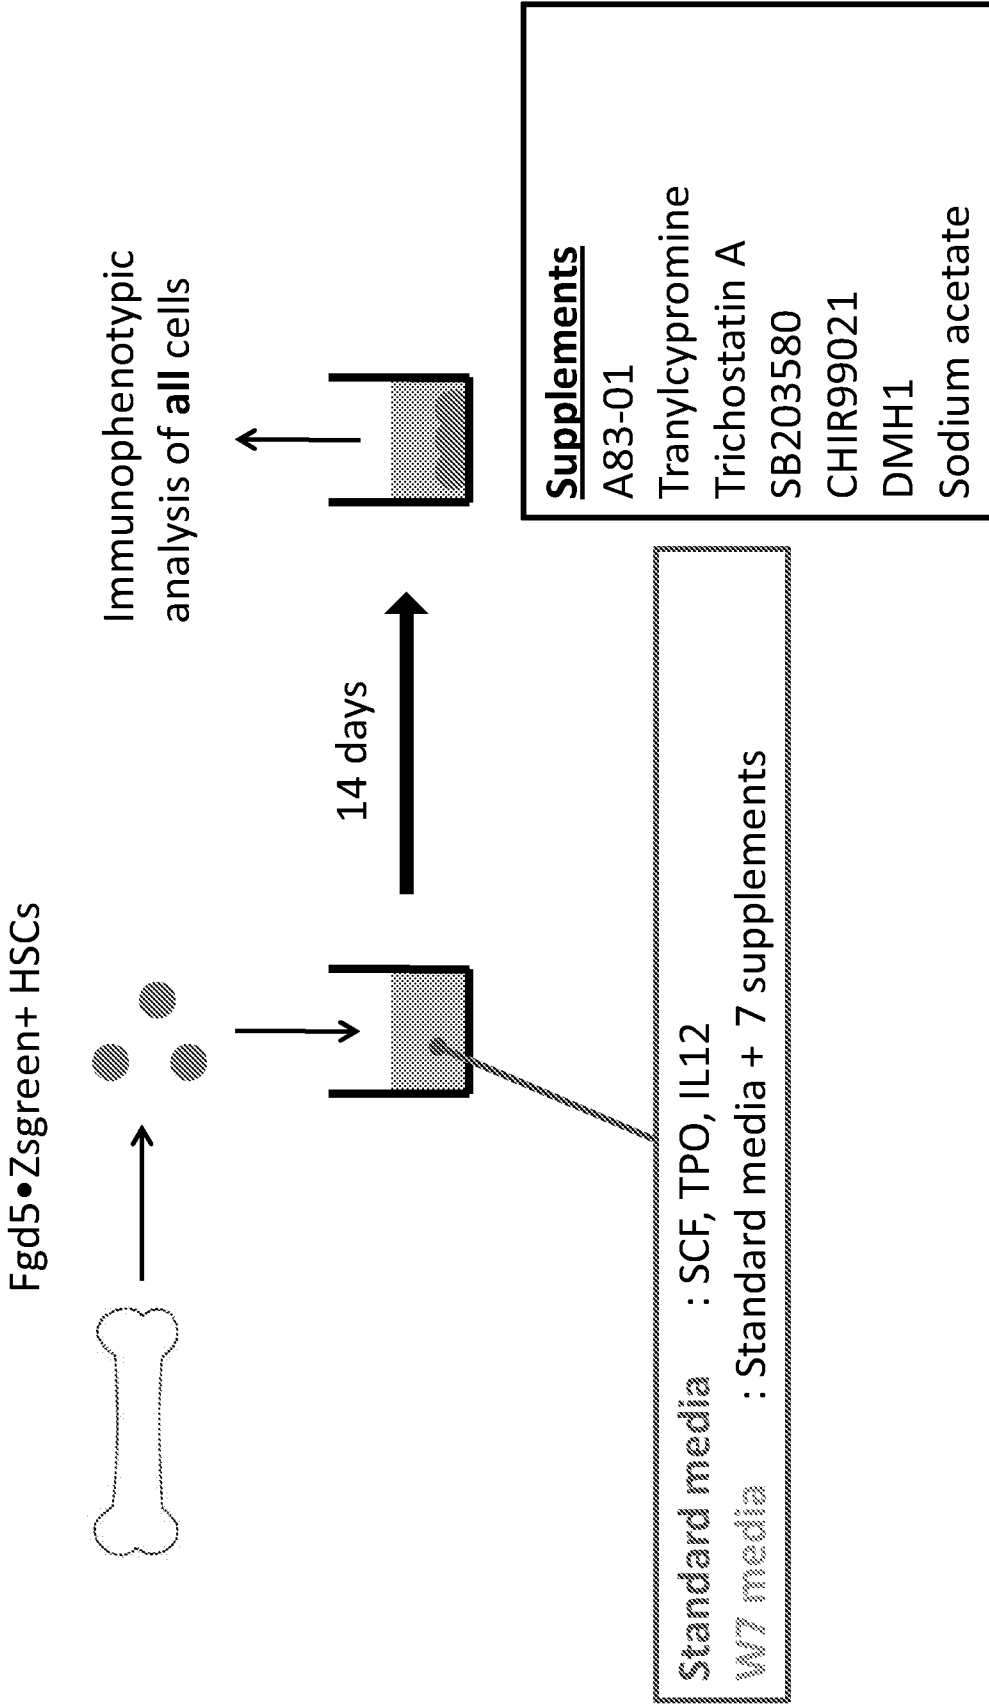 Fgd5•Zsgreen+ HSCs
14 days
Immunophenotypic
analysis of all cells
Standard media : SCF, TPO, IL12
W7 media : Standard media + 7 supplements
Supplements
A83-01
Tranylcypromine
Trichostatin A
SB203580
CHIR99021
DMH1
Sodium acetate